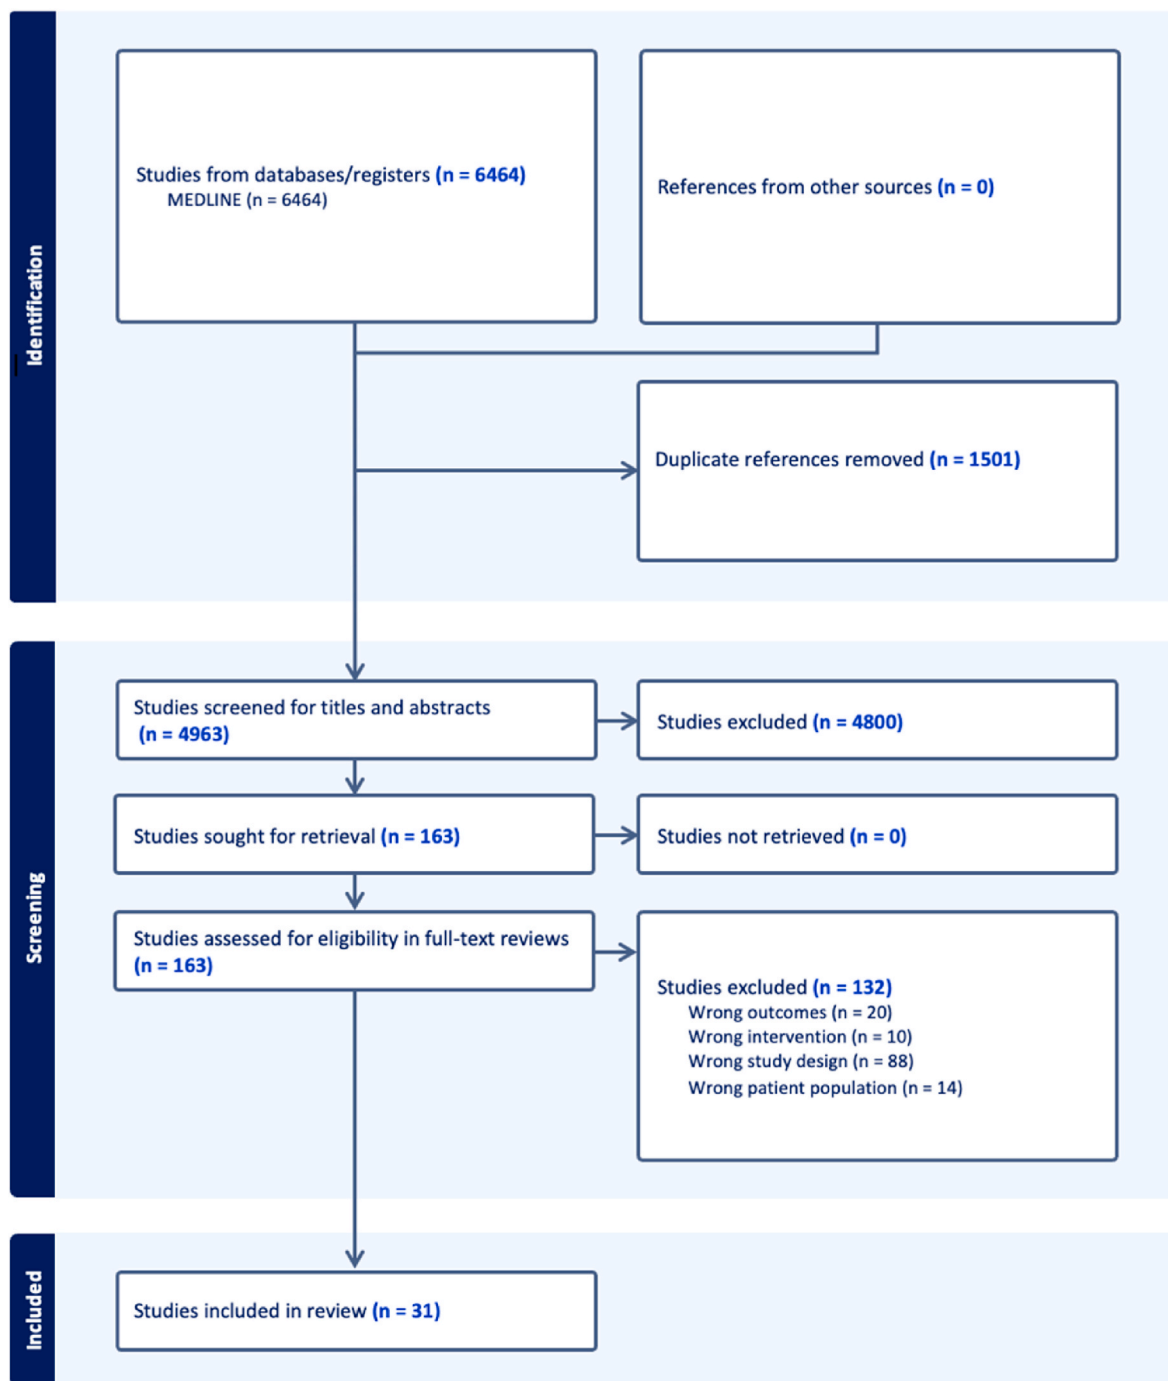 Identification
Studies from databases/registers (n = 6464)
MEDLINE (n = 6464)
References from other sources (n = 0)
Duplicate references removed (n = 1501)
Screening
Studies screened for titles and abstracts
(n = 4963)
Studies excluded (n = 4800)
Studies sought for retrieval (n = 163)
Studies not retrieved (n = 0)
Studies assessed for eligibility in full-text reviews
(n = 163)
Studies excluded (n = 132)
Wrong outcomes (n = 20)
Wrong intervention (n = 10)
Wrong study design (n = 88)
Wrong patient population (n = 14)
Included
Studies included in review (n = 31)